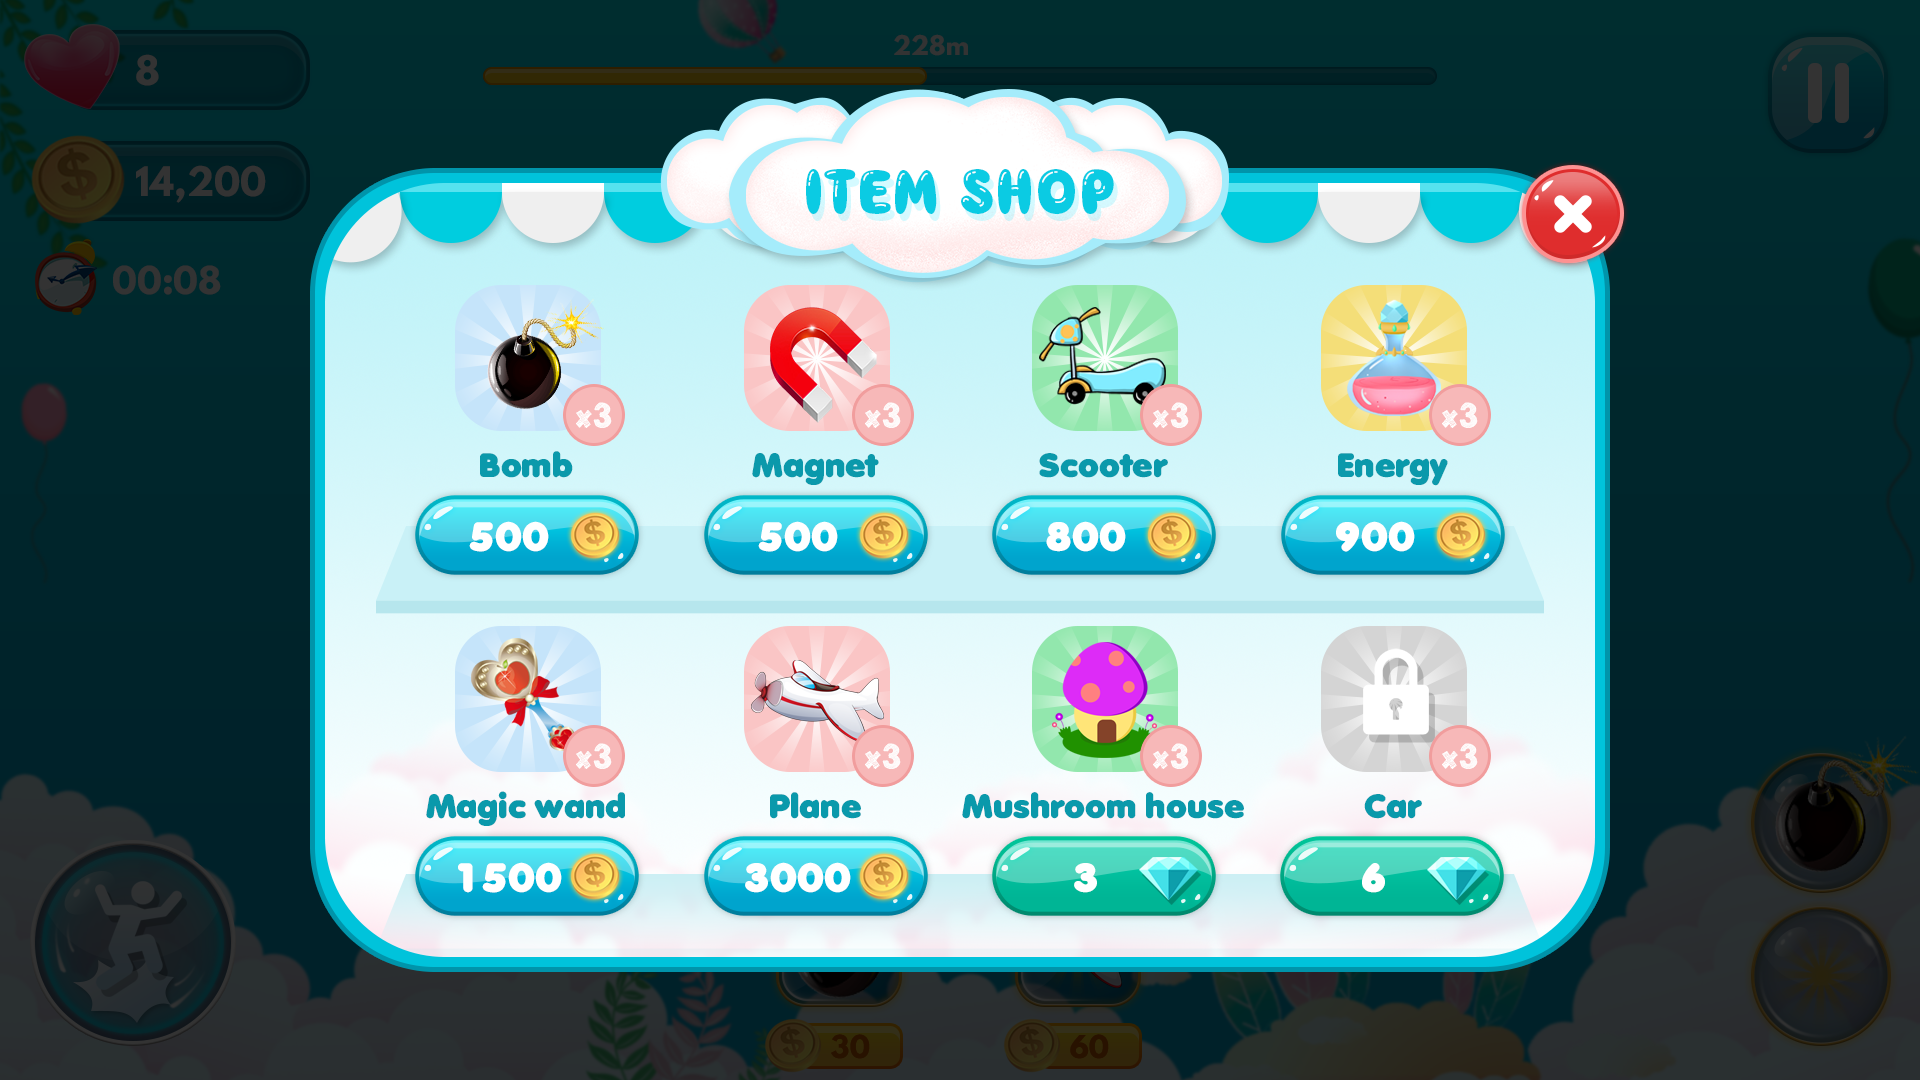 8
228m
14,200
00:08
ITEM SHOP
x3
x3
x3
x3
Bomb
Magnet
Scooter
Energy
500 $
500 $
800 $
900 $
x3
x3
x3
x3
Magic wand
Plane
Mushroom house
Car
1500 $
3000 $
3
6
$ 30
$ 60